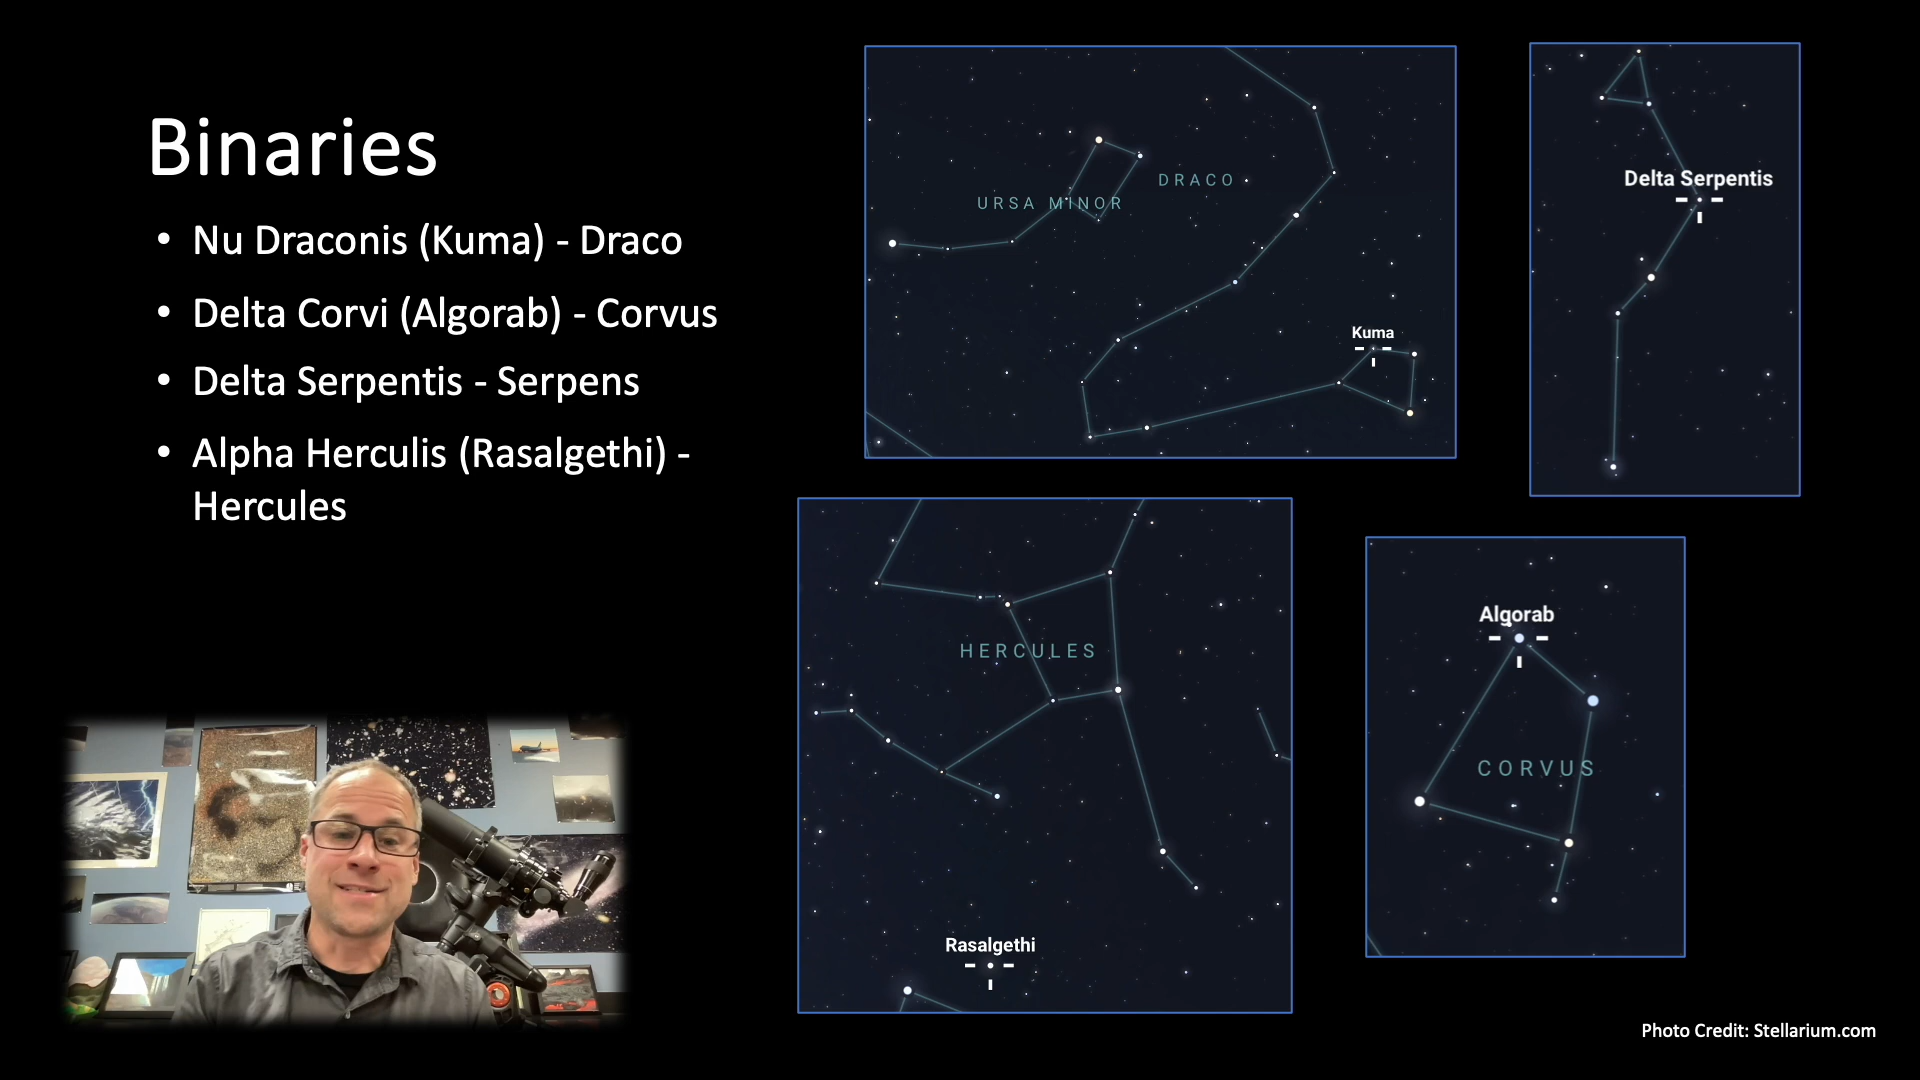 Binaries
• Nu Draconis (Kuma) - Draco
• Delta Corvi (Algorab) - Corvus
• Delta Serpentis - Serpens
• Alpha Herculis (Rasalgethi) -
Hercules
DRACO
URSA MINOR
Kuma
Delta Serpentis
HERCULES
Rasalgethi
Algorab
CORVUS
Photo Credit: Stellarium.com